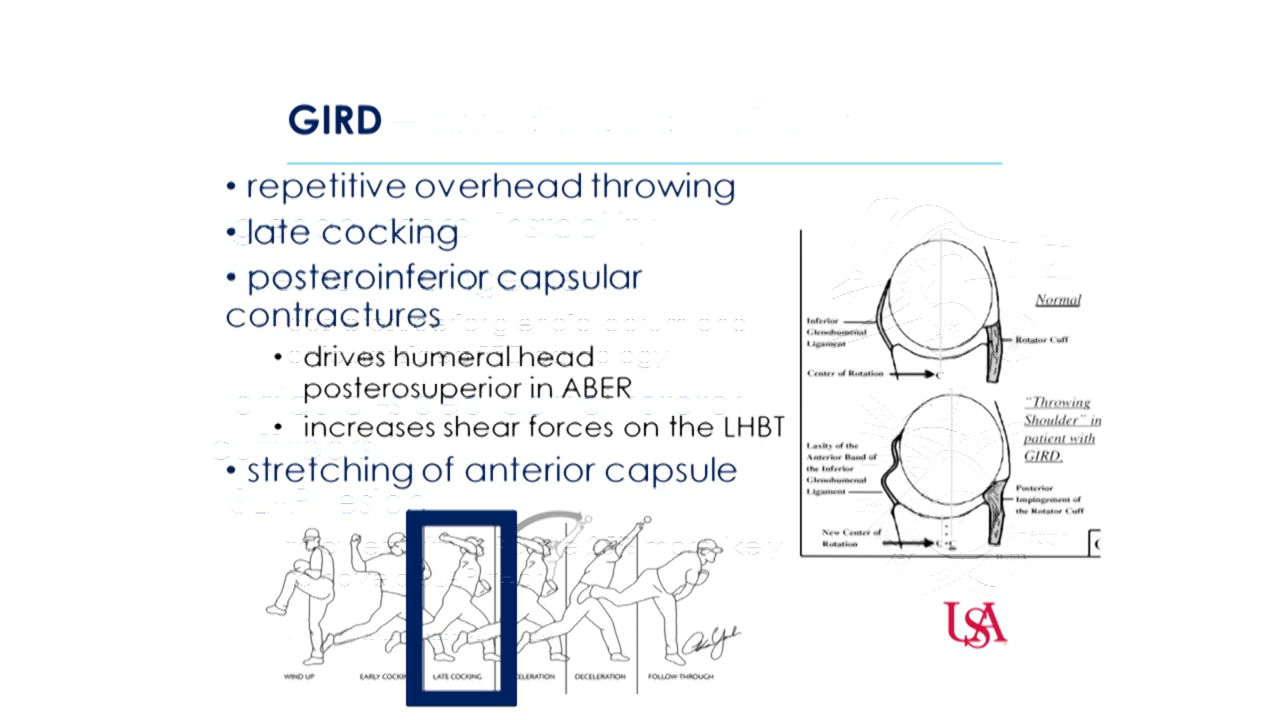 GIRD
• repetitive overhead throwing
• late cocking
• posteroinferior capsular
contractures
• drives humeral head
posterosuperior in ABER
• increases shear forces on the LHBT
• stretching of anterior capsule
Normal
Inferior
Glenohumeral
Ligament
Rotator Cuff
Center of Rotation
C
"Throwing
Shoulder" in
patient with
GIRD.
Laxity of the
Anterior Band of
the Inferior
Glenohumenal
Ligament
Posterior
Impingement of
the Rotator Cuff
New Center of
Rotation
WIND UP
EARLY COCKIN
LATE COCKING
ELERATION
DECELERATION
FOLLOW-THROUGH
USA